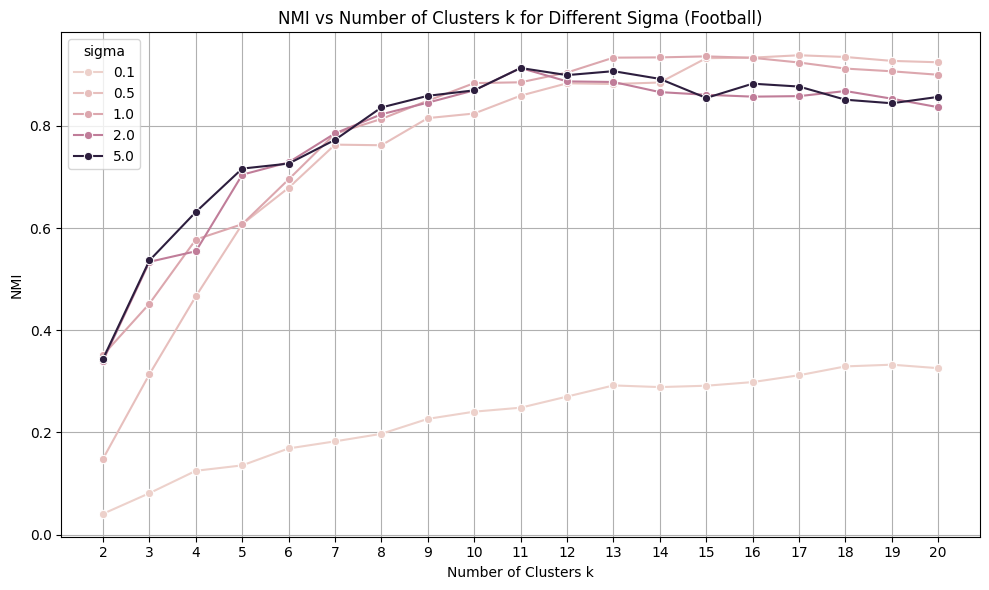 NMI vs Number of Clusters k for Different Sigma (Football)
sigma
0.1
0.5
1.0
2.0
5.0
NMI
0.8
0.6
0.4
0.2
0.0
2 3 4 5 6 7 8 9 10 11 12 13 14 15 16 17 18 19 20
Number of Clusters k